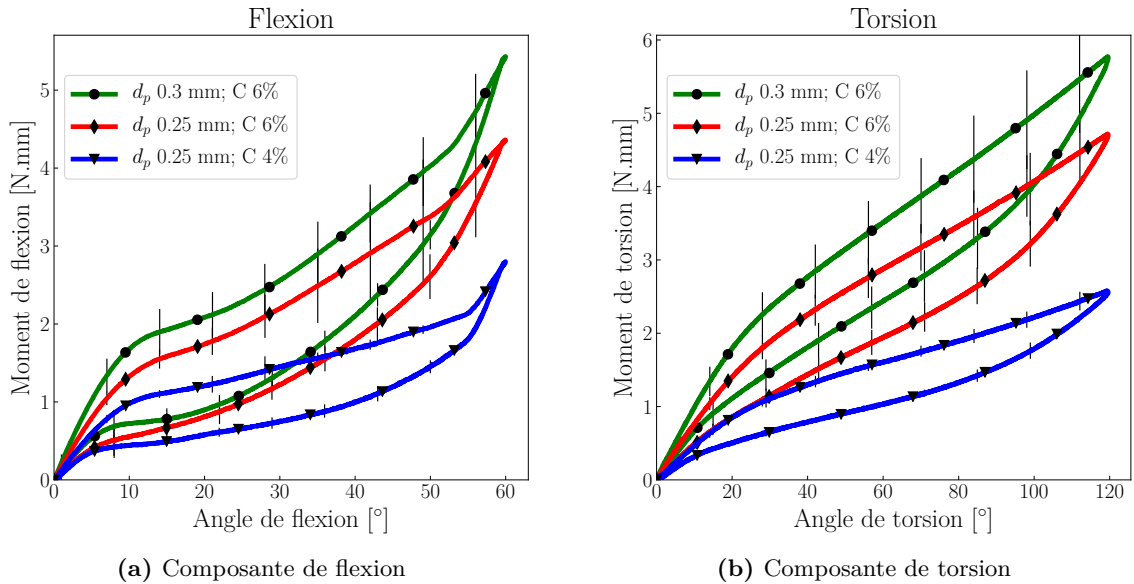 Flexion
Moment de flexion [N.mm]
5
4
3
2
1
0
d_p 0.3 mm; C 6%
d_p 0.25 mm; C 6%
d_p 0.25 mm; C 4%
0 10 20 30 40 50 60
Angle de flexion [°]
(a) Composante de flexion
Torsion
Moment de torsion [N.mm]
6
5
4
3
2
1
0
d_p 0.3 mm; C 6%
d_p 0.25 mm; C 6%
d_p 0.25 mm; C 4%
0 20 40 60 80 100 120
Angle de torsion [°]
(b) Composante de torsion